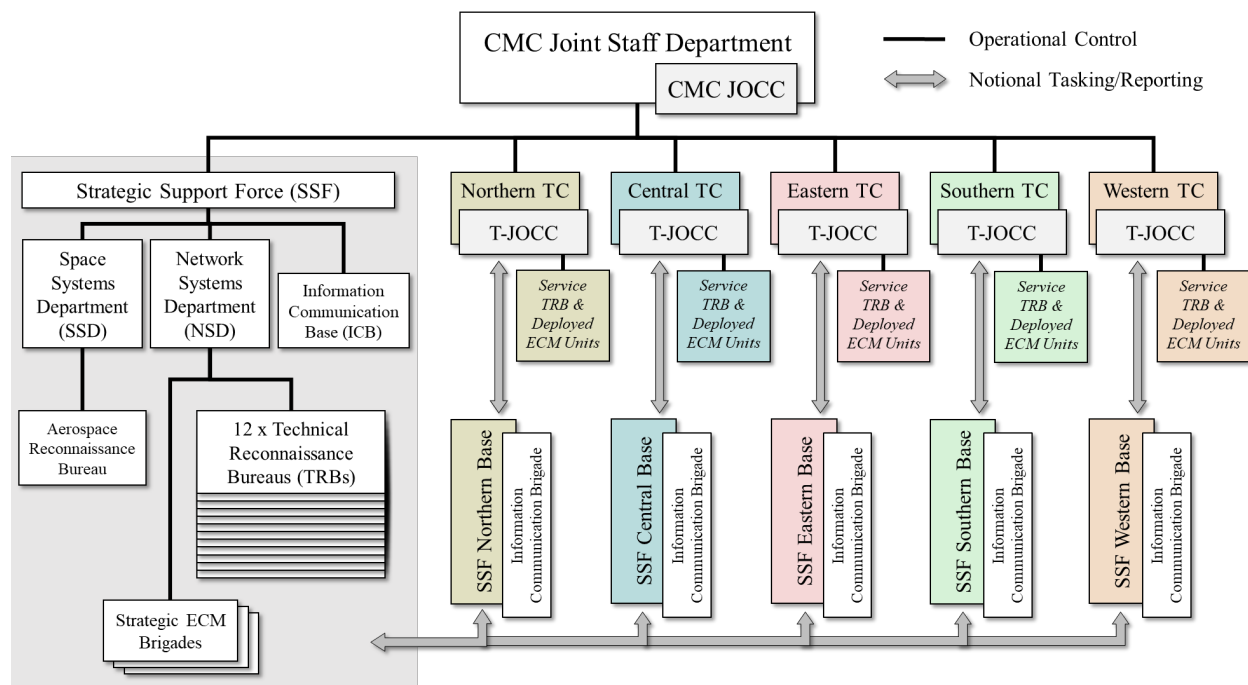 CMC Joint Staff Department
CMC JOCC
Operational Control
Notional Tasking/Reporting
Strategic Support Force (SSF)
Space
Systems
Department
(SSD)
Network
Systems
Department
(NSD)
Information
Communication
Base (ICB)
Aerospace
Reconnaissance
Bureau
12 x Technical
Reconnaissance
Bureaus (TRBs)
Strategic ECM
Brigades
Northern TC
T-JOCC
Service
TRB &
Deployed
ECM Units
SSF Northern Base
Information
Communication Brigade
Central TC
T-JOCC
Service
TRB &
Deployed
ECM Units
SSF Central Base
Information
Communication Brigade
Eastern TC
T-JOCC
Service
TRB &
Deployed
ECM Units
SSF Eastern Base
Information
Communication Brigade
Southern TC
T-JOCC
Service
TRB &
Deployed
ECM Units
SSF Southern Base
Information
Communication Brigade
Western TC
T-JOCC
Service
TRB &
Deployed
ECM Units
SSF Western Base
Information
Communication Brigade